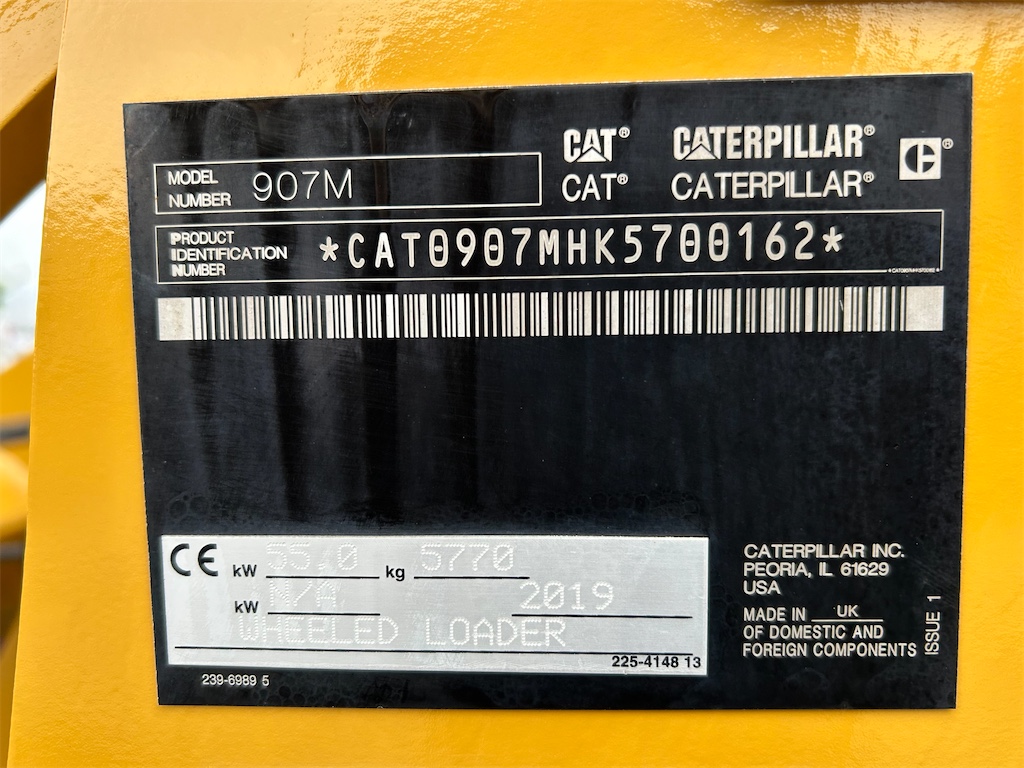 CAT® CATERPILLAR®
CAT® CATERPILLAR®
MODEL NUMBER 907M
PRODUCT IDENTIFICATION NUMBER *CAT0907MHK5700162*
*CAT0907MHK5700162*
CE kW 55.0 kg 5770
kW N/A 2019
WHEELED LOADER
225-4148 13
239-6989 5
CATERPILLAR INC.
PEORIA, IL 61629
USA
MADE IN UK
OF DOMESTIC AND
FOREIGN COMPONENTS
ISSUE 1